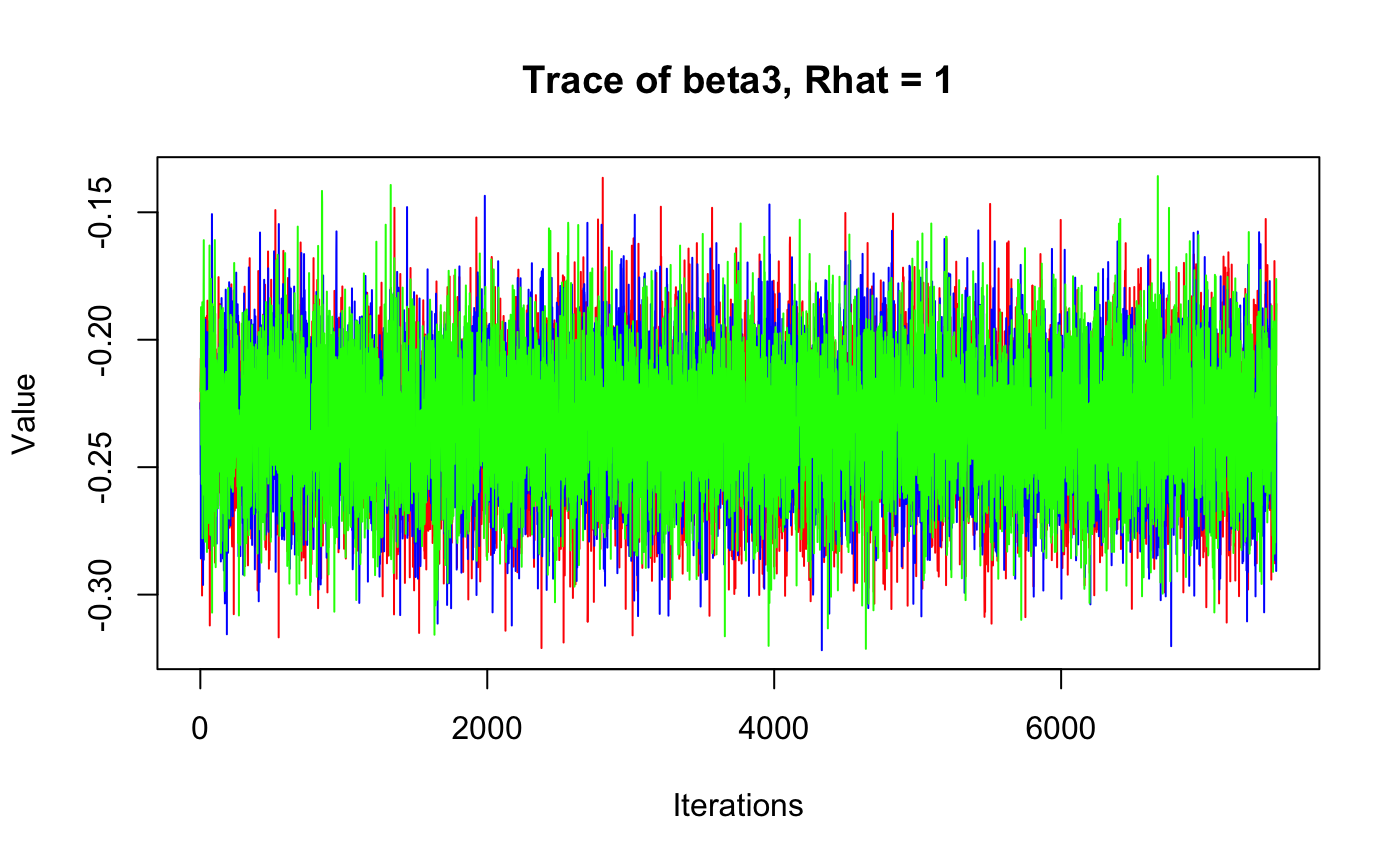 Trace of beta3, Rhat = 1
Value
-0.15
-0.20
-0.25
-0.30
0 2000 4000 6000
Iterations